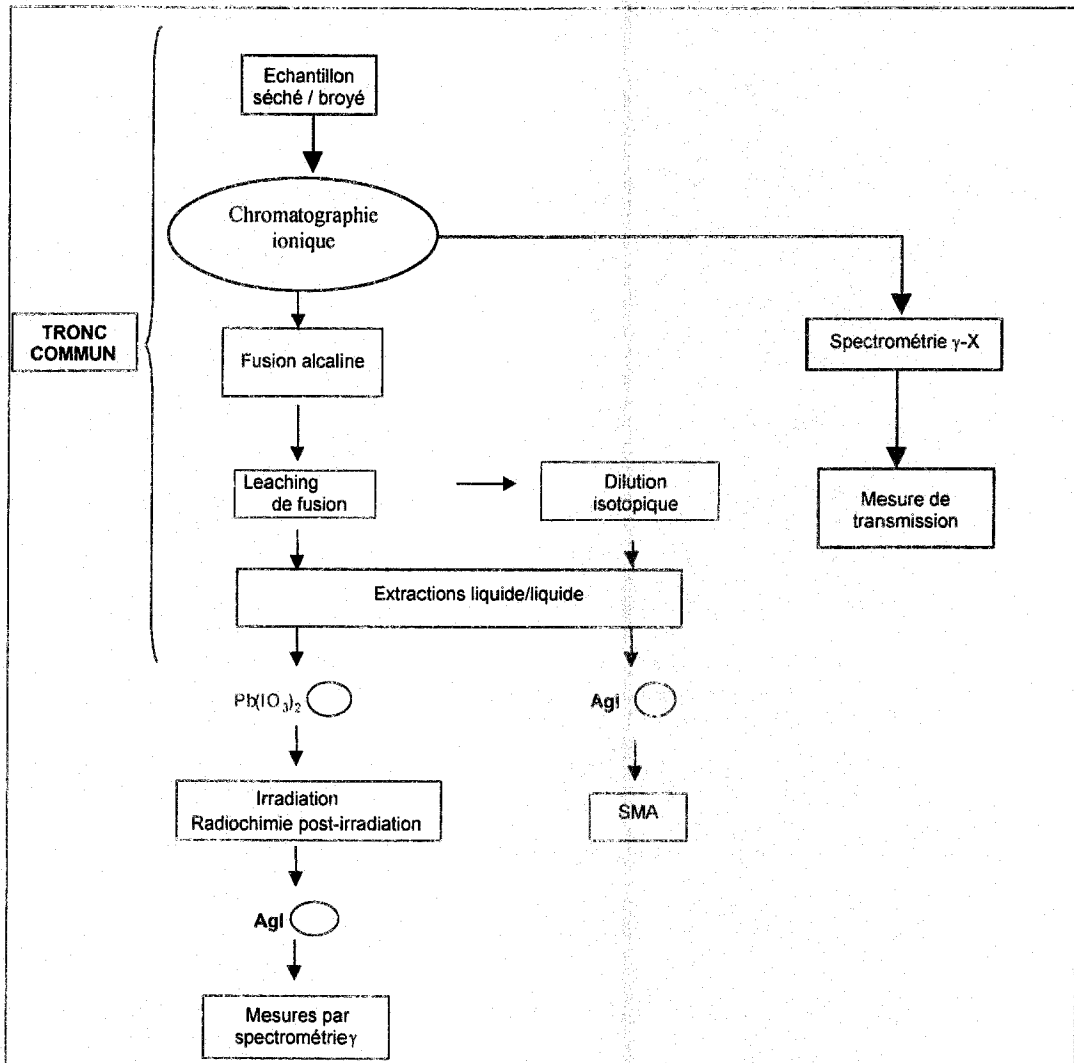 Echantillon
séché / broyé
Chromatographie
ionique
TRONC
COMMUN
Fusion alcaline
Spectrométrie γ-X
Leaching
de fusion
Dilution
isotopique
Mesure de
transmission
Extractions liquide/liquide
Pb(IO₃)₂
AgI
Irradiation
Radiochimie post-irradiation
SMA
AgI
Mesures par
spectrométrie γ